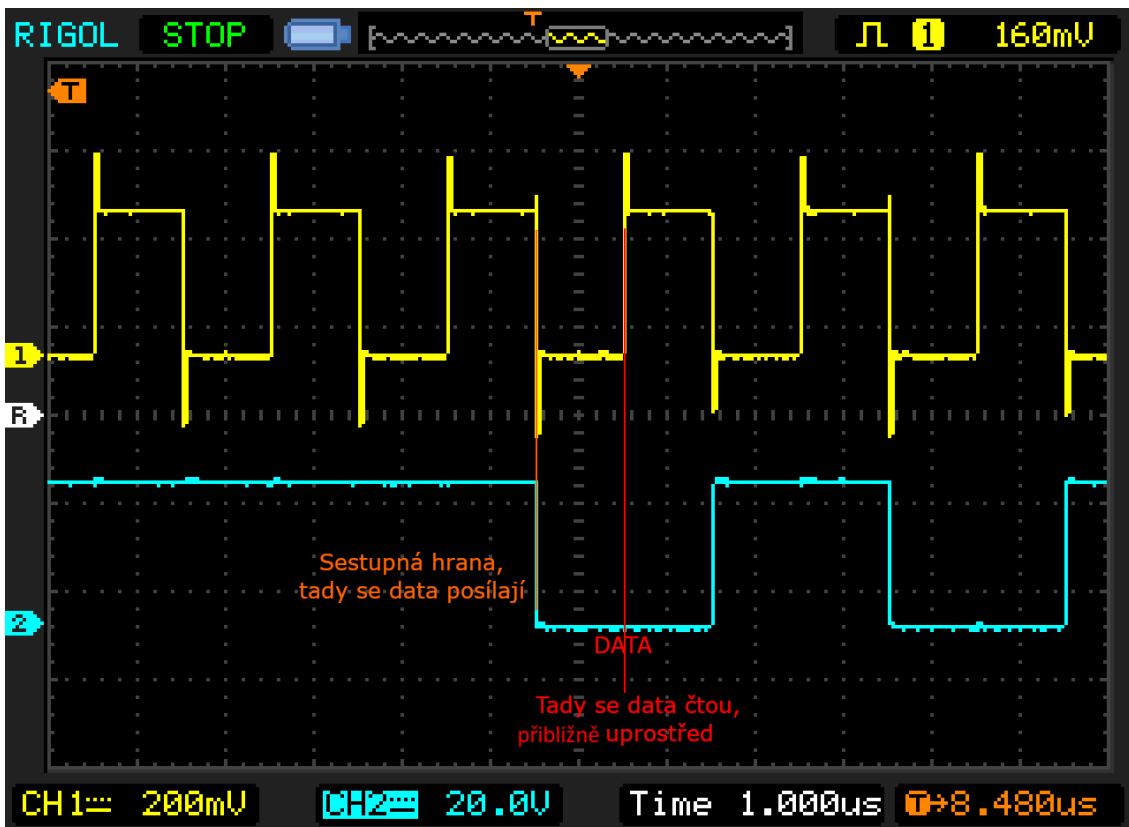 RIGOL STOP T 1 160mV
T
1
R
Sestupná hrana,
tady se data posílají
2
DATA
Tady se data čtou,
přibližně uprostřed
CH1 200mV CH2 20.0V Time 1.000us T→8.480us